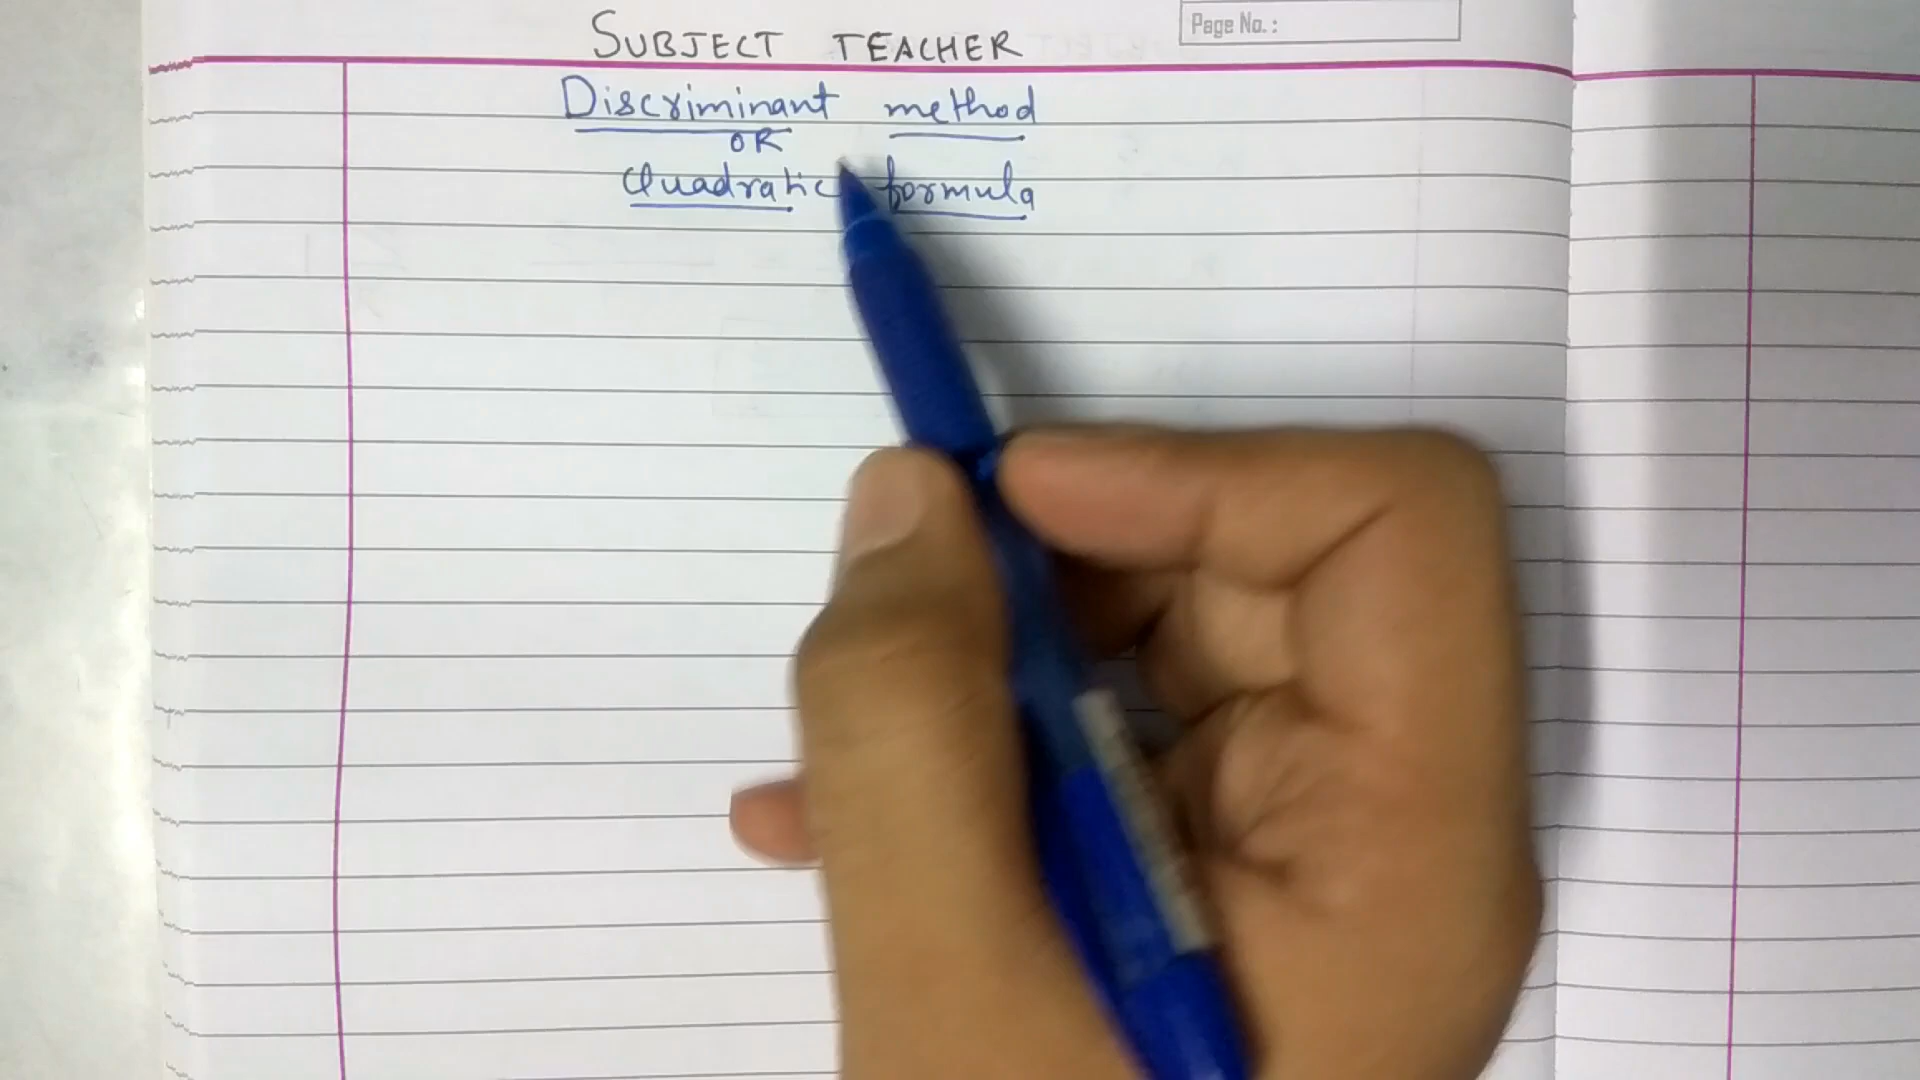 Page No. :
SUBJECT TEACHER
Discriminant method
OR
Quadratic formula